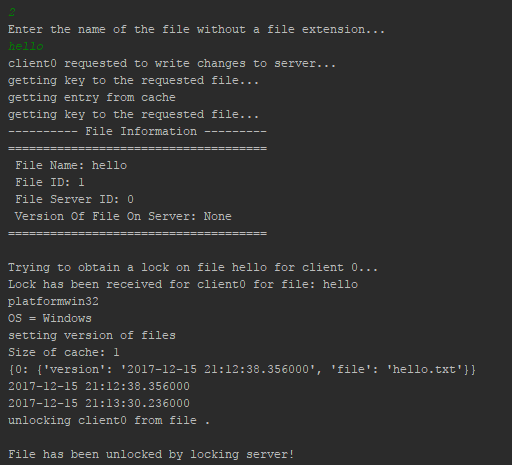 2
Enter the name of the file without a file extension...
hello
client0 requested to write changes to server...
getting key to the requested file...
getting entry from cache
getting key to the requested file...
---------- File Information ---------
=====================================
File Name: hello
File ID: 1
File Server ID: 0
Version Of File On Server: None
=====================================
Trying to obtain a lock on file hello for client 0...
Lock has been received for client0 for file: hello
platformwin32
OS = Windows
setting version of files
Size of cache: 1
{0: {'version': '2017-12-15 21:12:38.356000', 'file': 'hello.txt'}}
2017-12-15 21:12:38.356000
2017-12-15 21:13:30.236000
unlocking client0 from file .
File has been unlocked by locking server!